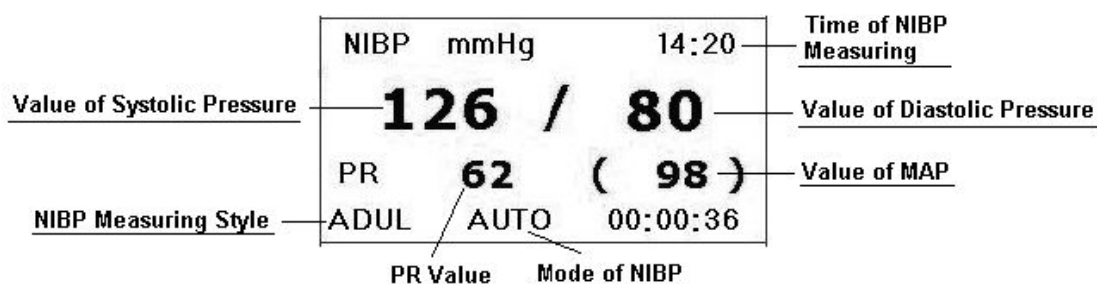 Time of NIBP
Measuring
NIBP mmHg 14:20
Value of Systolic Pressure
126 / 80
Value of Diastolic Pressure
PR 62 ( 98 )
Value of MAP
NIBP Measuring Style
ADUL AUTO 00:00:36
PR Value
Mode of NIBP